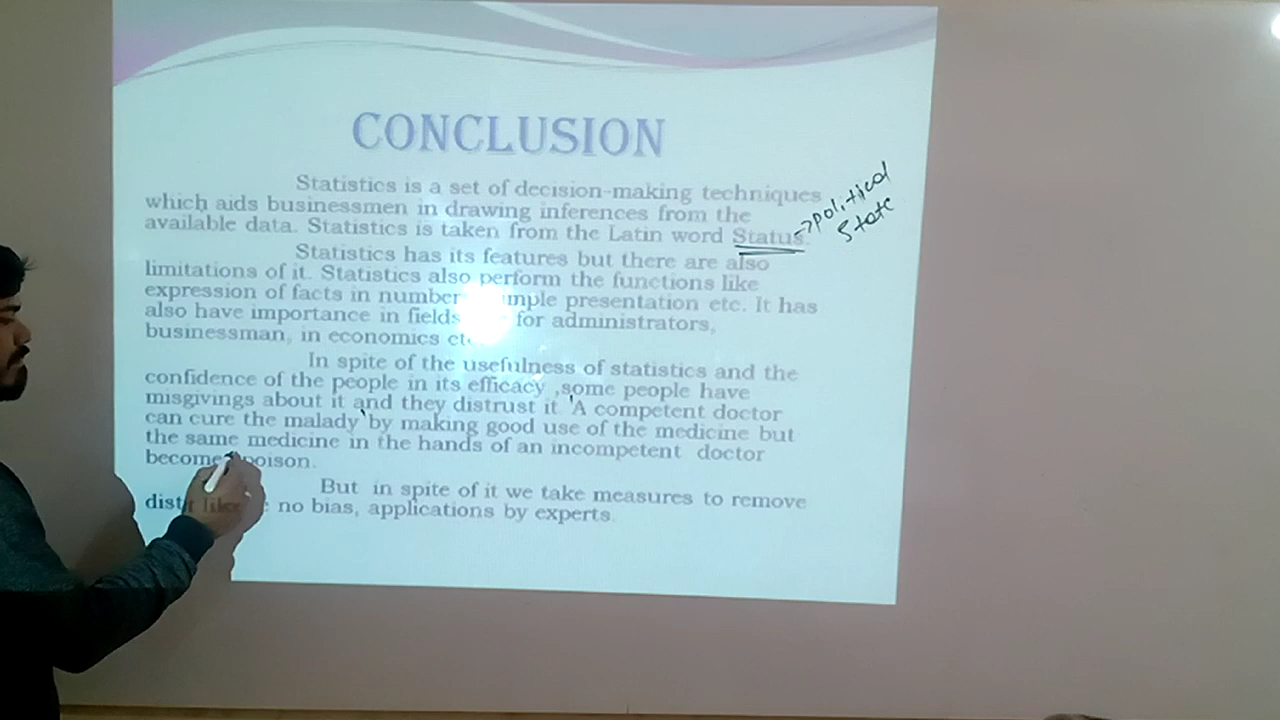 CONCLUSION
Statistics is a set of decision-making techniques
which aids businessmen in drawing inferences from the
available data. Statistics is taken from the Latin word Status.
→ political
state
Statistics has its features but there are also
limitations of it. Statistics also perform the functions like
expression of facts in number presentation etc. It has
also have importance in fields for administrators,
businessman, in economics
In spite of the usefulness of statistics and the
confidence of the people in its efficacy ,some people have
misgivings about it and they distrust it. 'A competent doctor
can cure the malady by making good use of the medicine but
the same medicine in the hands of an incompetent doctor
become poison.
But in spite of it we take measures to remove
no bias, applications by experts.